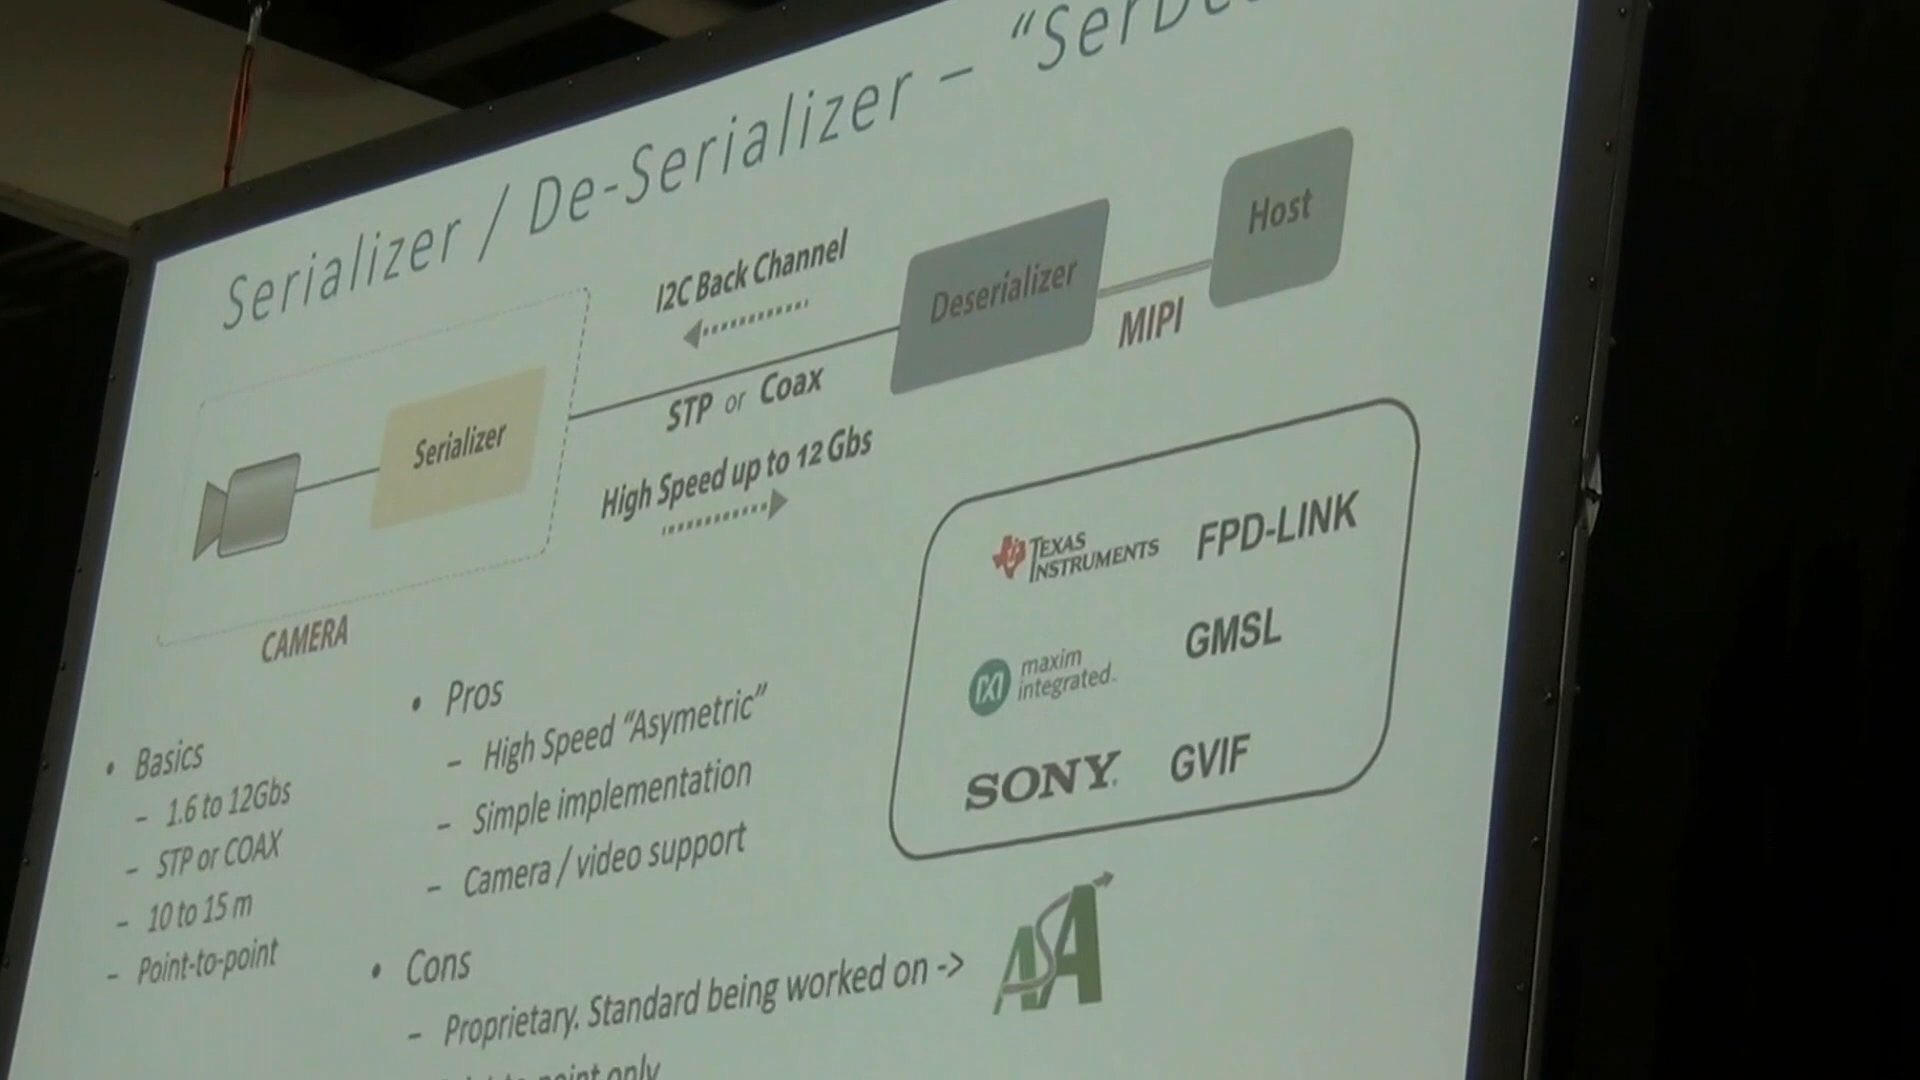 Serializer / De-Serializer – "SerDes
I2C Back Channel
STP or Coax
High Speed up to 12 Gbs
Serializer
CAMERA
Deserializer
MIPI
Host
TEXAS
INSTRUMENTS
FPD-LINK
maxim
integrated.
GMSL
SONY
GVIF
• Basics
– 1.6 to 12Gbs
– STP or COAX
– 10 to 15 m
– Point-to-point
• Pros
– High Speed "Asymetric"
– Simple implementation
– Camera / video support
• Cons
– Proprietary. Standard being worked on ->
ASA
point only